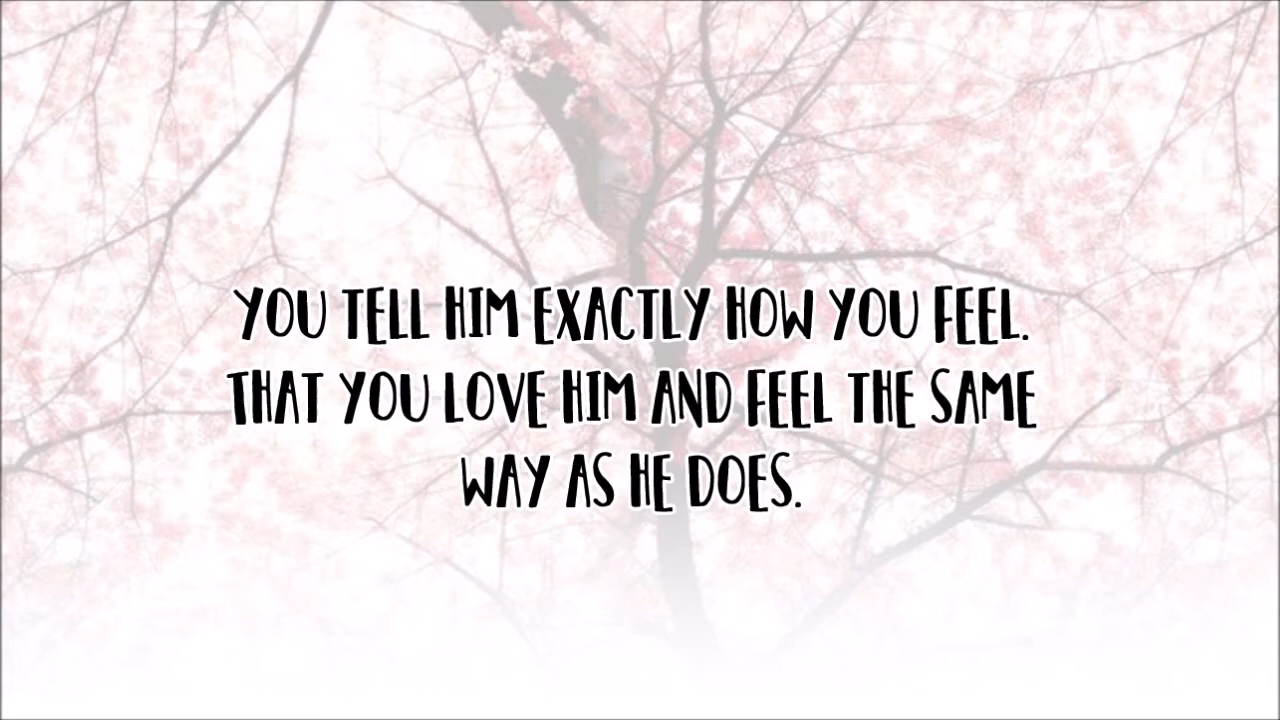 YOU TELL HIM EXACTLY HOW YOU FEEL.
THAT YOU LOVE HIM AND FEEL THE SAME
WAY AS HE DOES.